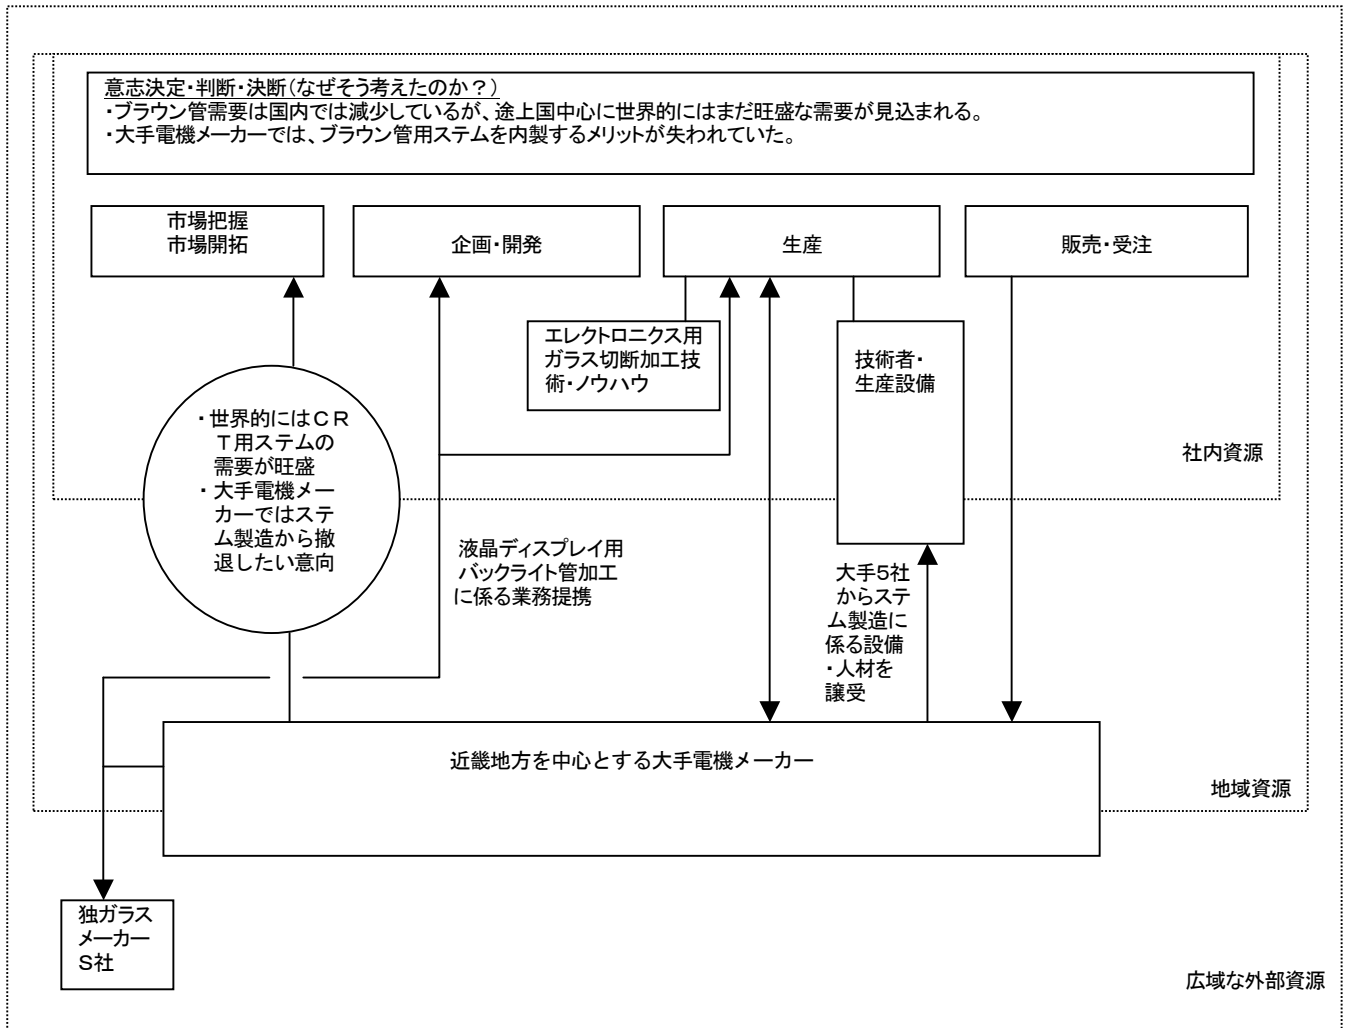 意志決定・判断・決断(なぜそう考えたのか？)
・ブラウン管需要は国内では減少しているが、途上国中心に世界的にはまだ旺盛な需要が見込まれる。
・大手電機メーカーでは、ブラウン管用ステムを内製するメリットが失われていた。
市場把握
市場開拓
企画・開発
生産
販売・受注
エレクトロニクス用
ガラス切断加工技
術・ノウハウ
技術者・
生産設備
・世界的にはＣＲ
Ｔ用ステムの
需要が旺盛
・大手電機メー
カーではステ
ム製造から撤
退したい意向
社内資源
液晶ディスプレイ用
バックライト管加工
に係る業務提携
大手５社
からステ
ム製造に
係る設備
・人材を
譲受
近畿地方を中心とする大手電機メーカー
地域資源
独ガラス
メーカー
Ｓ社
広域な外部資源